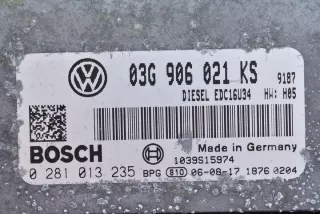 03G 906 021 KS 9187
DIESEL EDC16U34 HW: H05
BOSCH Made in Germany
1039S15974
0 281 013 235 BPG 810 06-08-17 1876 0204